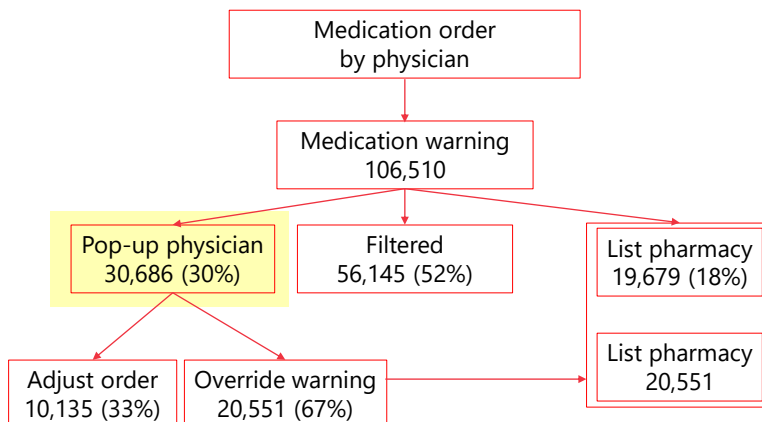 Medication order
by physician
Medication warning
106,510
Pop-up physician
30,686 (30%)
Filtered
56,145 (52%)
List pharmacy
19,679 (18%)
Adjust order
10,135 (33%)
Override warning
20,551 (67%)
List pharmacy
20,551